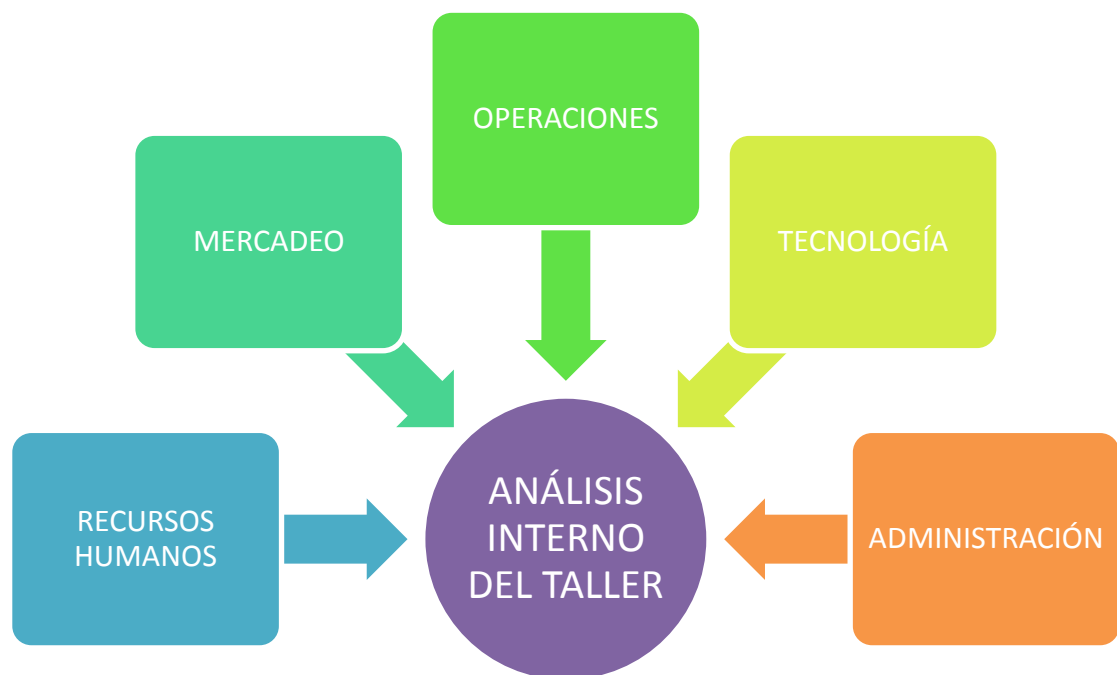 OPERACIONES
MERCADEO
TECNOLOGÍA
RECURSOS
HUMANOS
ANÁLISIS
INTERNO
DEL TALLER
ADMINISTRACIÓN